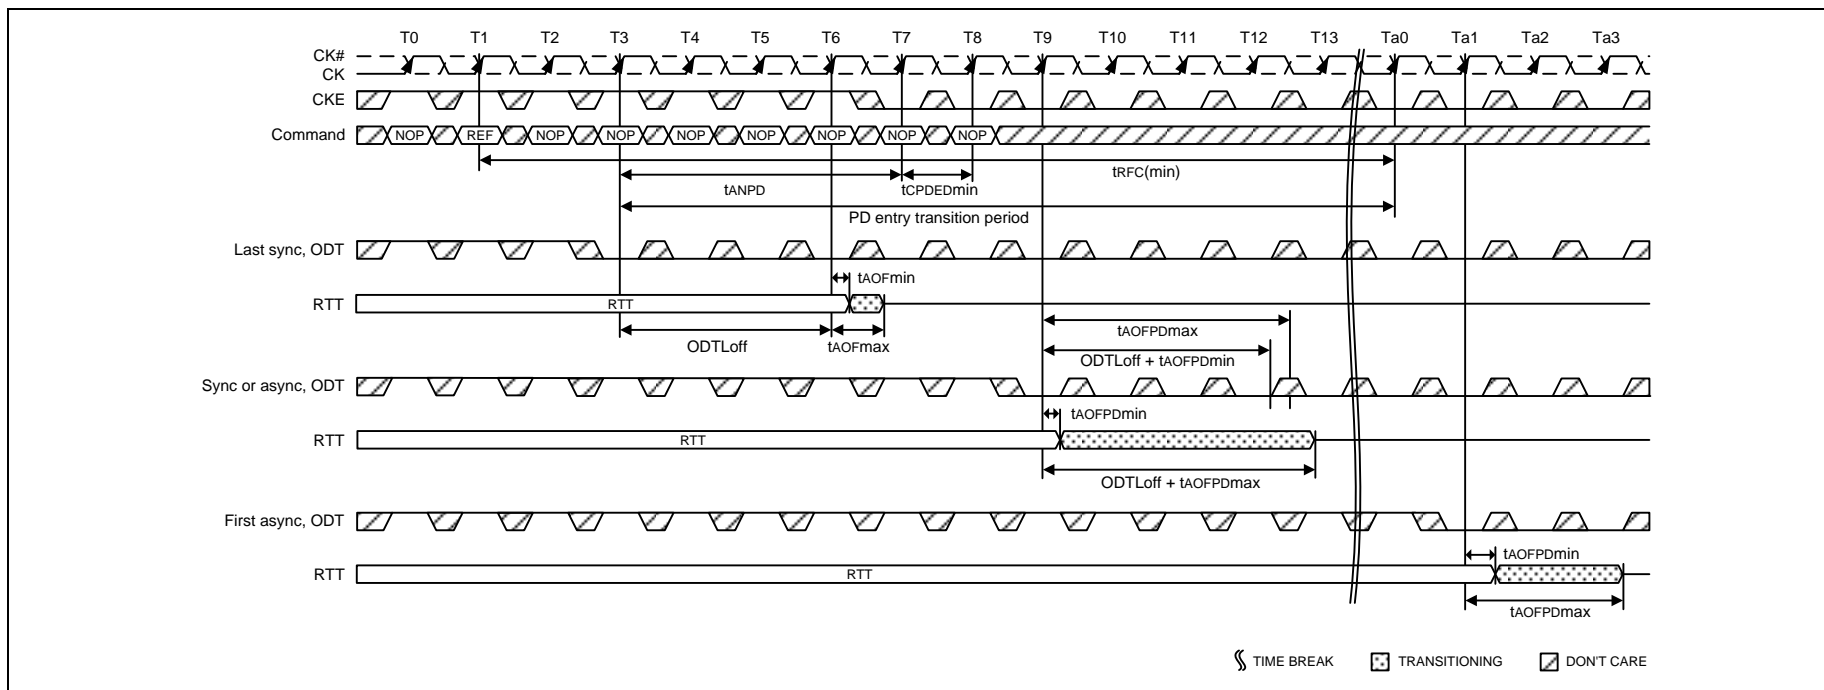 T0 T1 T2 T3 T4 T5 T6 T7 T8 T9 T10 T11 T12 T13 Ta0 Ta1 Ta2 Ta3
CK#
CK
CKE
Command NOP REF NOP NOP NOP NOP NOP NOP NOP
tRFC(min)
tANPD tCPDEDmin
PD entry transition period
Last sync, ODT
tAOFmin
RTT RTT
tAOFPDmax
ODTLoff tAOFmax
ODTLoff + tAOFPDmin
Sync or async, ODT
tAOFPDmin
RTT RTT
ODTLoff + tAOFPDmax
First async, ODT
tAOFPDmin
RTT RTT
tAOFPDmax
TIME BREAK TRANSITIONING DON'T CARE